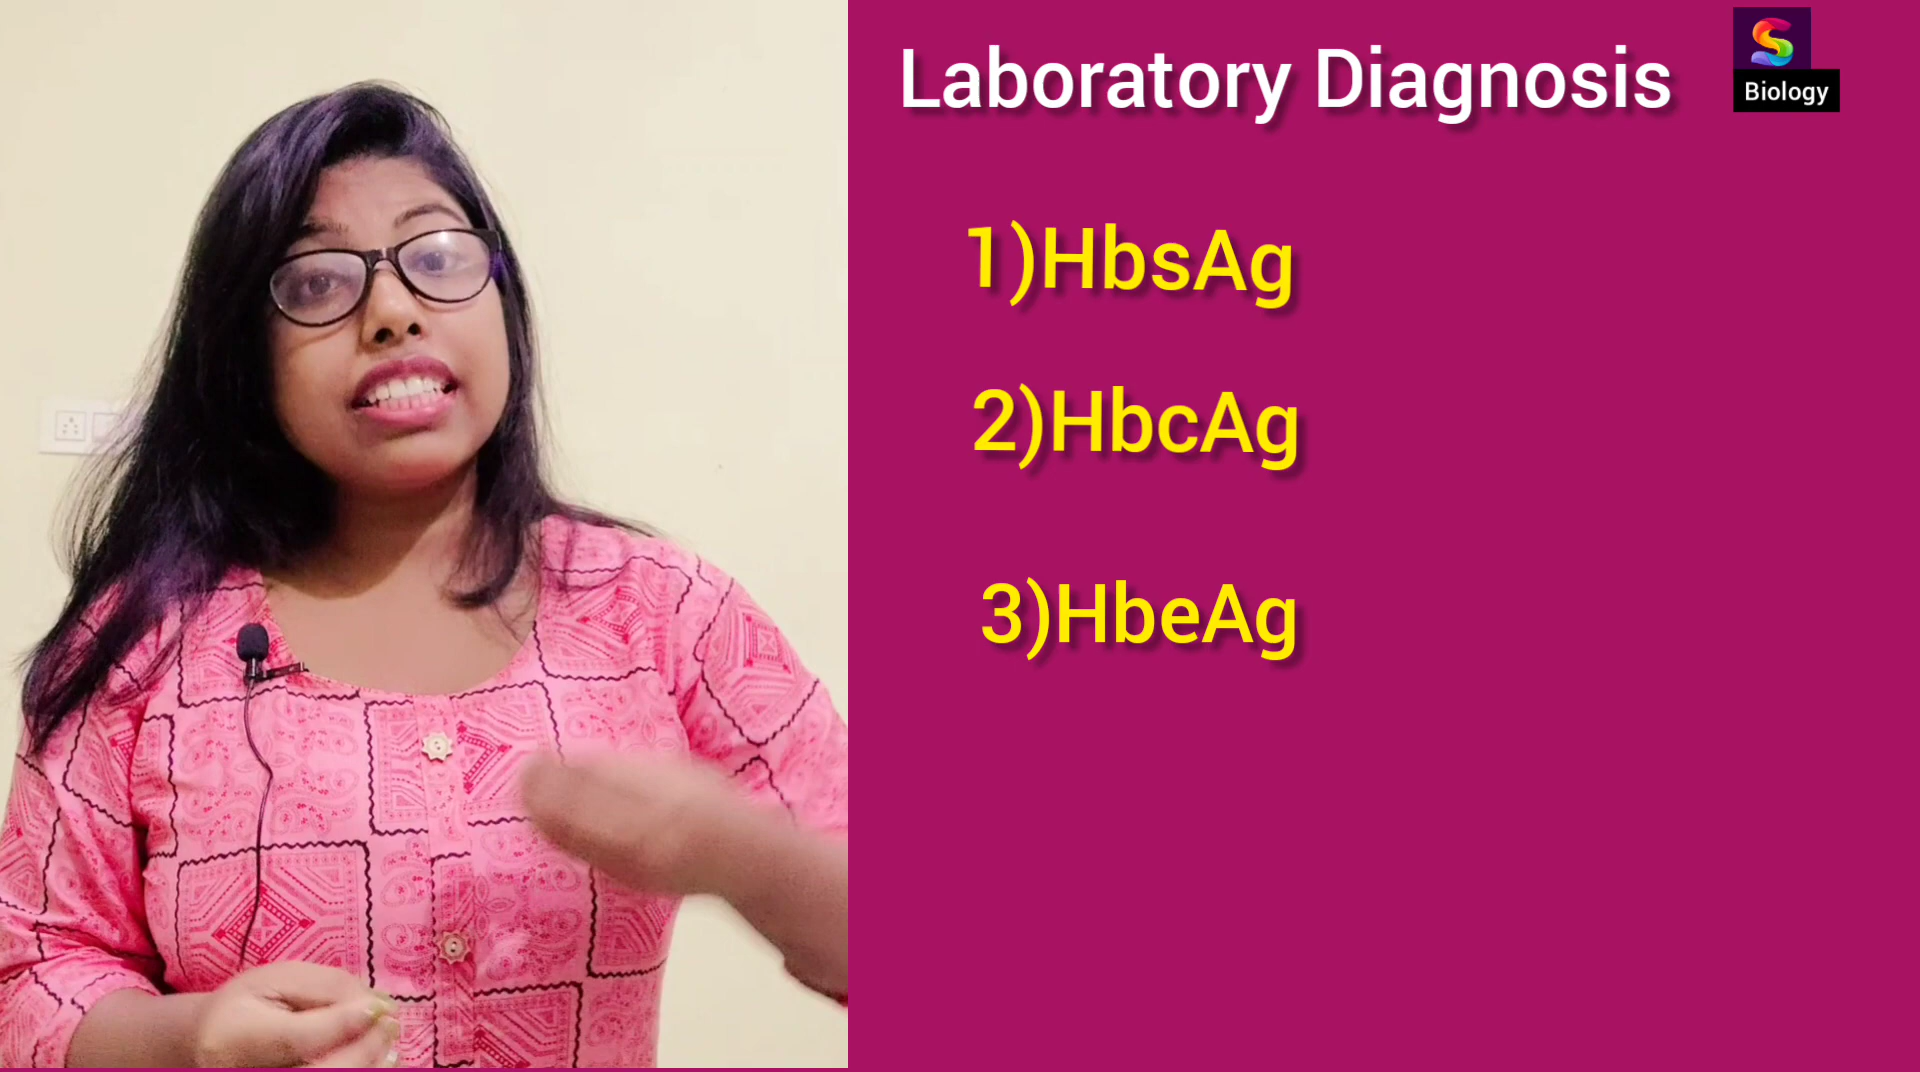 Laboratory Diagnosis
Biology
1)HbsAg
2)HbcAg
3)HbeAg